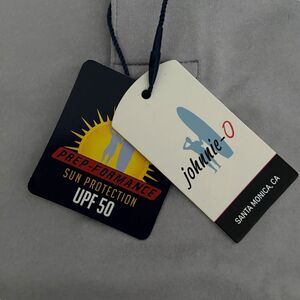 PREP-FORMANCE
SUN PROTECTION
UPF 50
johnnie-O
SANTA MONICA, CA